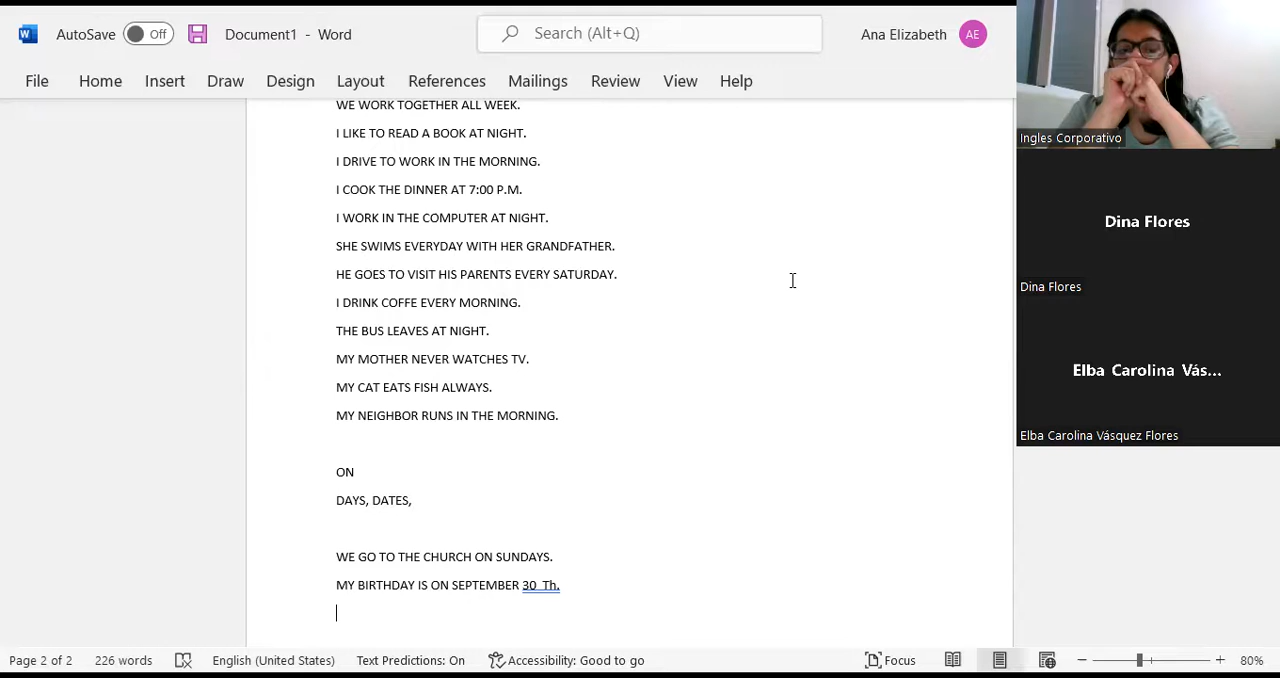 AutoSave Off Document1 - Word Search (Alt+Q) Ana Elizabeth AE
File Home Insert Draw Design Layout References Mailings Review View Help
WE WORK TOGETHER ALL WEEK.
I LIKE TO READ A BOOK AT NIGHT.
I DRIVE TO WORK IN THE MORNING.
I COOK THE DINNER AT 7:00 P.M.
I WORK IN THE COMPUTER AT NIGHT.
SHE SWIMS EVERYDAY WITH HER GRANDFATHER.
HE GOES TO VISIT HIS PARENTS EVERY SATURDAY.
I DRINK COFFE EVERY MORNING.
THE BUS LEAVES AT NIGHT.
MY MOTHER NEVER WATCHES TV.
MY CAT EATS FISH ALWAYS.
MY NEIGHBOR RUNS IN THE MORNING.
ON
DAYS, DATES,
WE GO TO THE CHURCH ON SUNDAYS.
MY BIRTHDAY IS ON SEPTEMBER 30 Th.
Page 2 of 2 226 words English (United States) Text Predictions: On Accessibility: Good to go Focus 80%
Ingles Corporativo
Dina Flores
Dina Flores
Elba Carolina Vás...
Elba Carolina Vásquez Flores